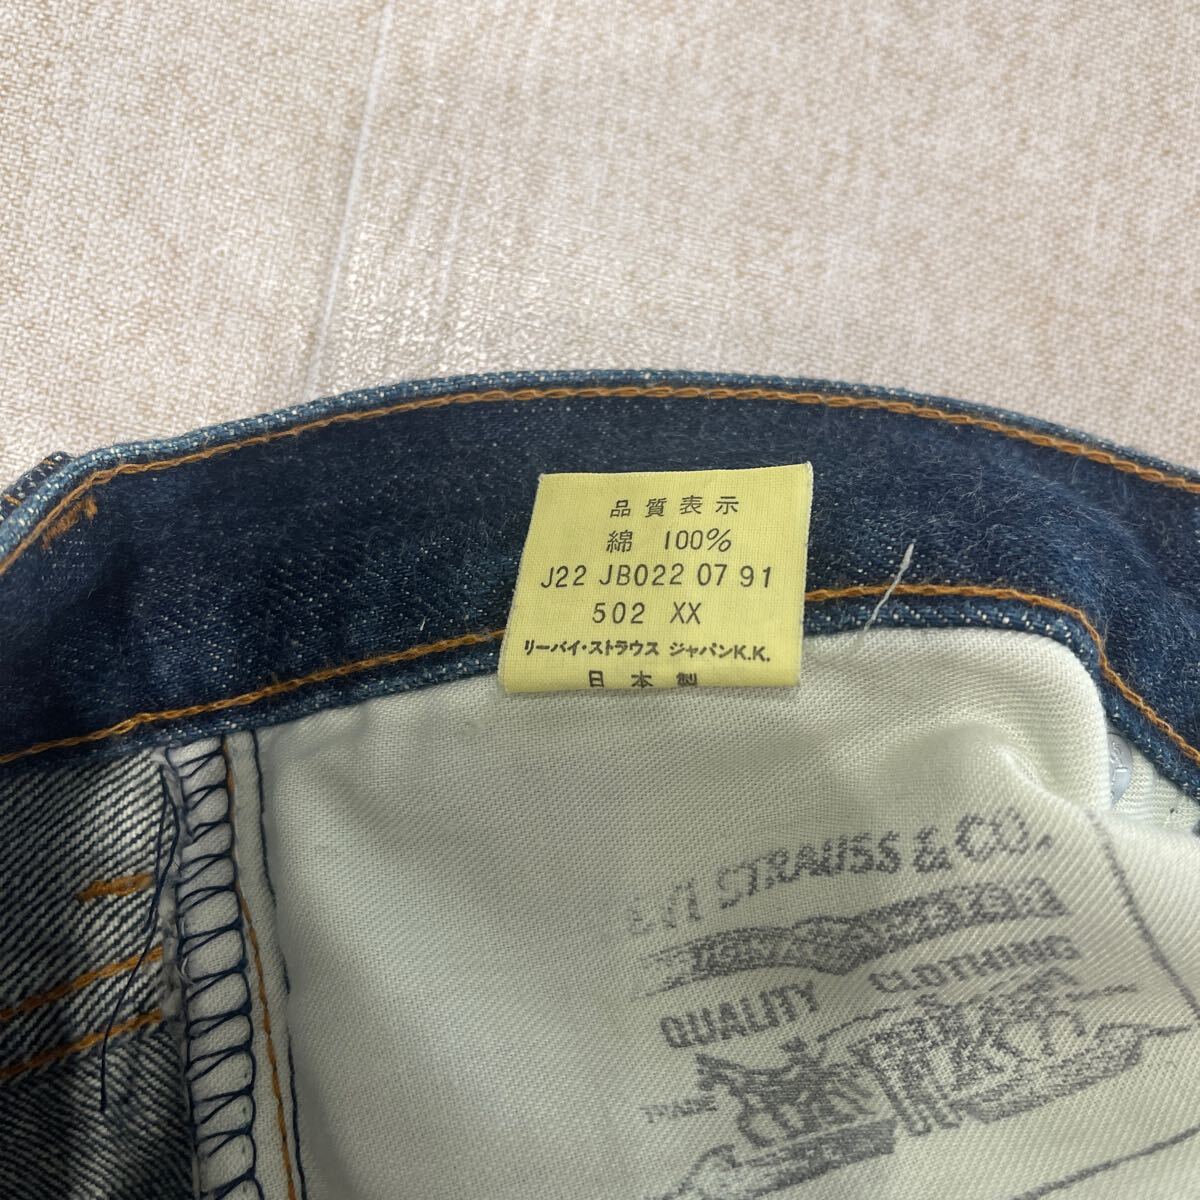 品質表示
綿 100%
J22 JB022 07 91
502 XX
リーバイ・ストラウス ジャパンK.K.
日本製
STRAUSS & CO.
QUALITY CLOTHING
TRADE